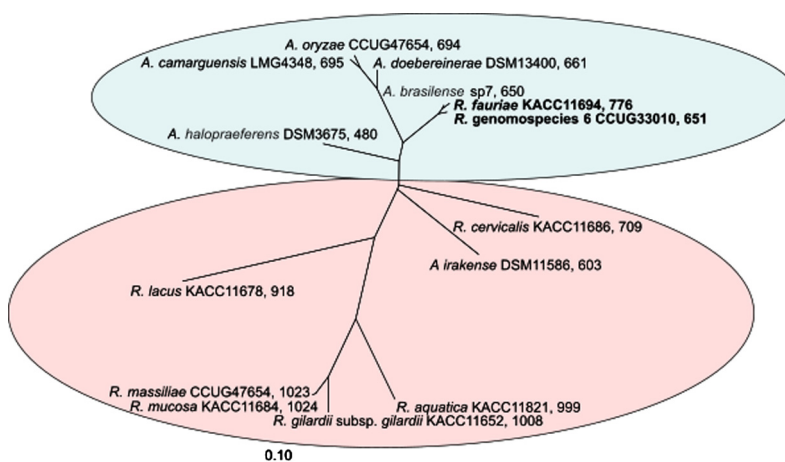 A. oryzae CCUG47654, 694
A. camarguensis LMG4348, 695
A. doebereinerae DSM13400, 661
A. brasilense sp7, 650
R. fauriae KACC11694, 776
R. genomospecies 6 CCUG33010, 651
A. halopraeferens DSM3675, 480
R. cervicalis KACC11686, 709
A irakense DSM11586, 603
R. lacus KACC11678, 918
R. massiliae CCUG47654, 1023
R. mucosa KACC11684, 1024
R. aquatica KACC11821, 999
R. gilardii subsp. gilardii KACC11652, 1008
0.10